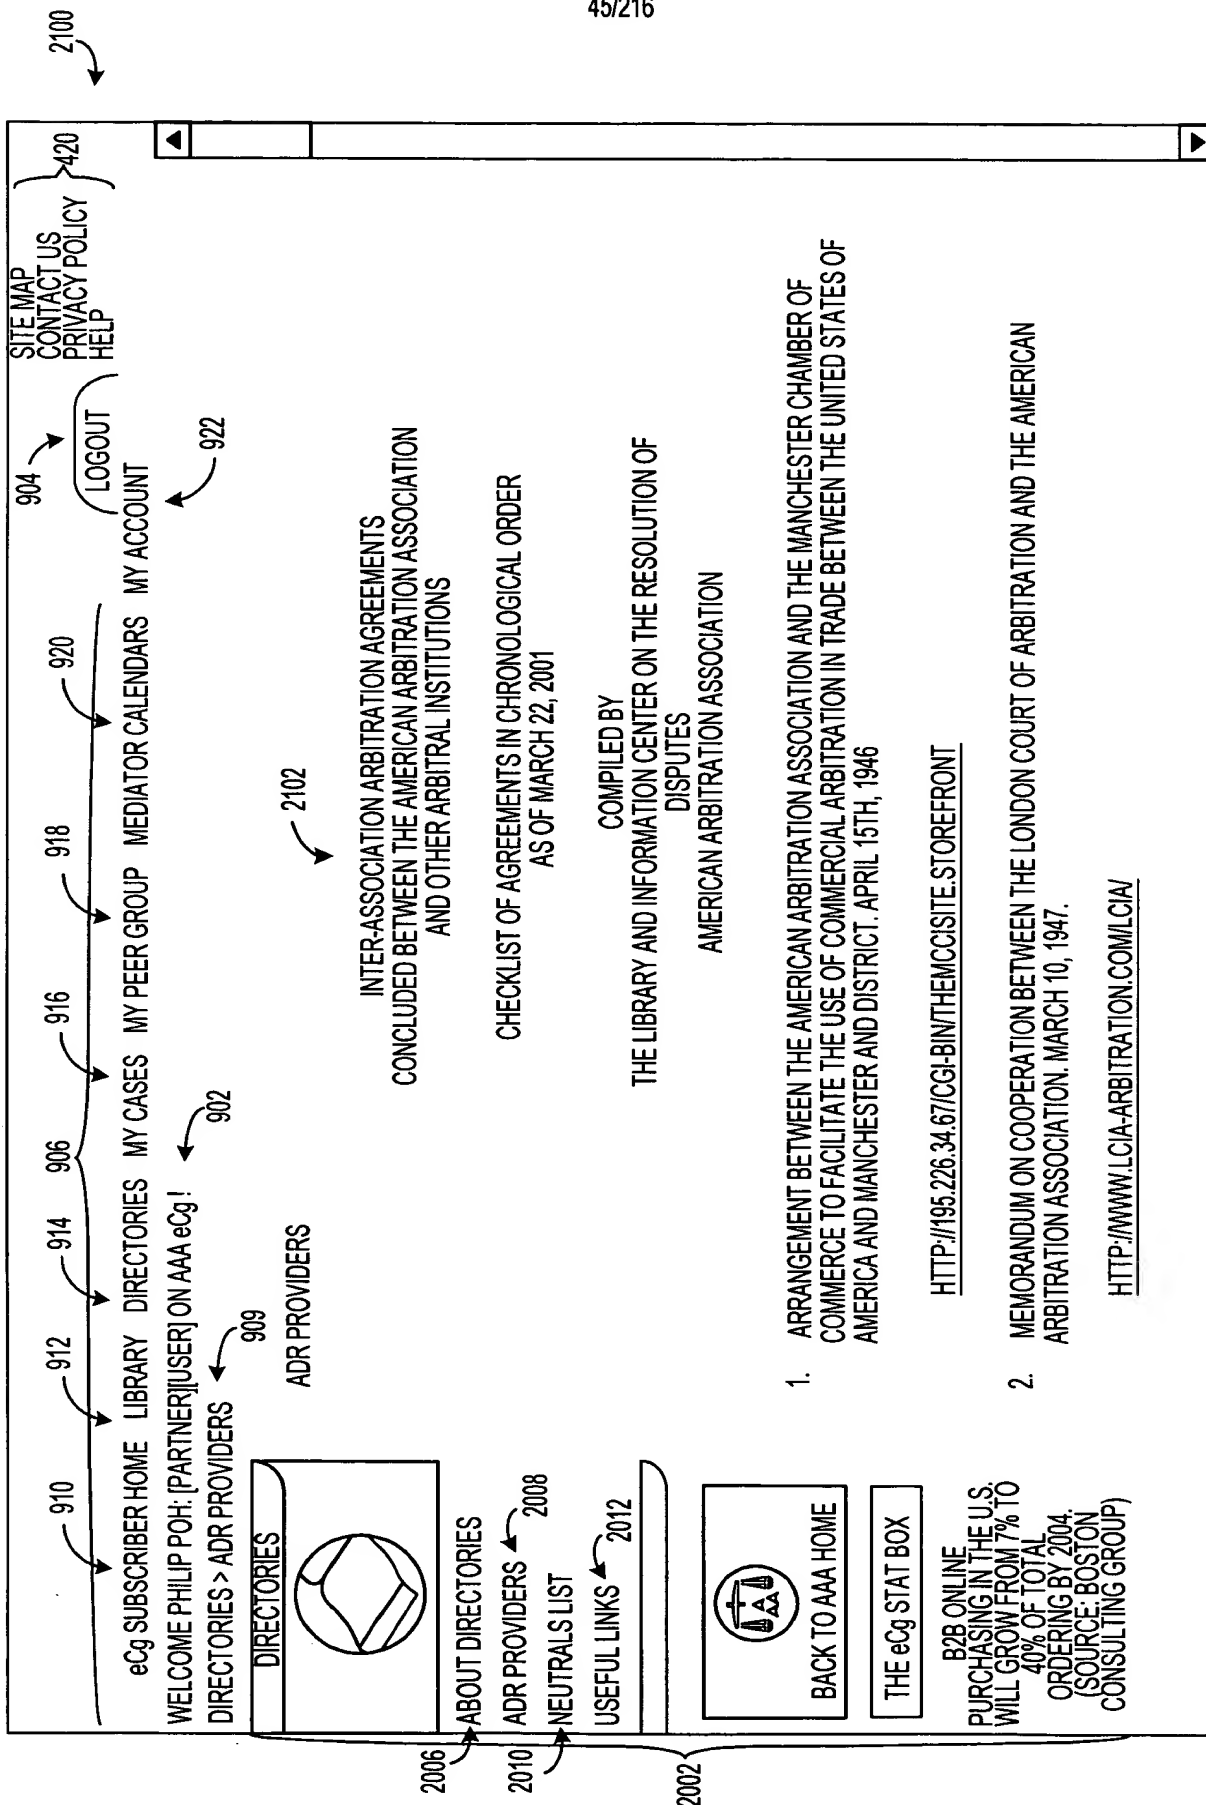 45/216
2100
904
SITE MAP
CONTACT US
PRIVACY POLICY
HELP
420
LOGOUT
910
912
914
906
916
918
920
922
eCg SUBSCRIBER HOME LIBRARY DIRECTORIES MY CASES MY PEER GROUP MEDIATOR CALENDARS MY ACCOUNT
WELCOME PHILIP POH: [PARTNER][USER] ON AAA eCg !
902
DIRECTORIES > ADR PROVIDERS
909
DIRECTORIES
2006
ABOUT DIRECTORIES
ADR PROVIDERS
2008
2010
NEUTRALS LIST
USEFUL LINKS
2012
AAA
BACK TO AAA HOME
THE eCg STAT BOX
B2B ONLINE
PURCHASING IN THE U.S.
WILL GROW FROM 7% TO
40% OF TOTAL
ORDERING BY 2004.
(SOURCE: BOSTON
CONSULTING GROUP)
2002
ADR PROVIDERS
2102
INTER-ASSOCIATION ARBITRATION AGREEMENTS
CONCLUDED BETWEEN THE AMERICAN ARBITRATION ASSOCIATION
AND OTHER ARBITRAL INSTITUTIONS
CHECKLIST OF AGREEMENTS IN CHRONOLOGICAL ORDER
AS OF MARCH 22, 2001
COMPILED BY
THE LIBRARY AND INFORMATION CENTER ON THE RESOLUTION OF
DISPUTES
AMERICAN ARBITRATION ASSOCIATION
1. ARRANGEMENT BETWEEN THE AMERICAN ARBITRATION ASSOCIATION AND THE MANCHESTER CHAMBER OF
COMMERCE TO FACILITATE THE USE OF COMMERCIAL ARBITRATION IN TRADE BETWEEN THE UNITED STATES OF
AMERICA AND MANCHESTER AND DISTRICT. APRIL 15TH, 1946
HTTP://195.226.34.67/CGI-BIN/THEMCCISITE.STOREFRONT
2. MEMORANDUM ON COOPERATION BETWEEN THE LONDON COURT OF ARBITRATION AND THE AMERICAN
ARBITRATION ASSOCIATION. MARCH 10, 1947.
HTTP://WWW.LCIA-ARBITRATION.COM/LCIA/